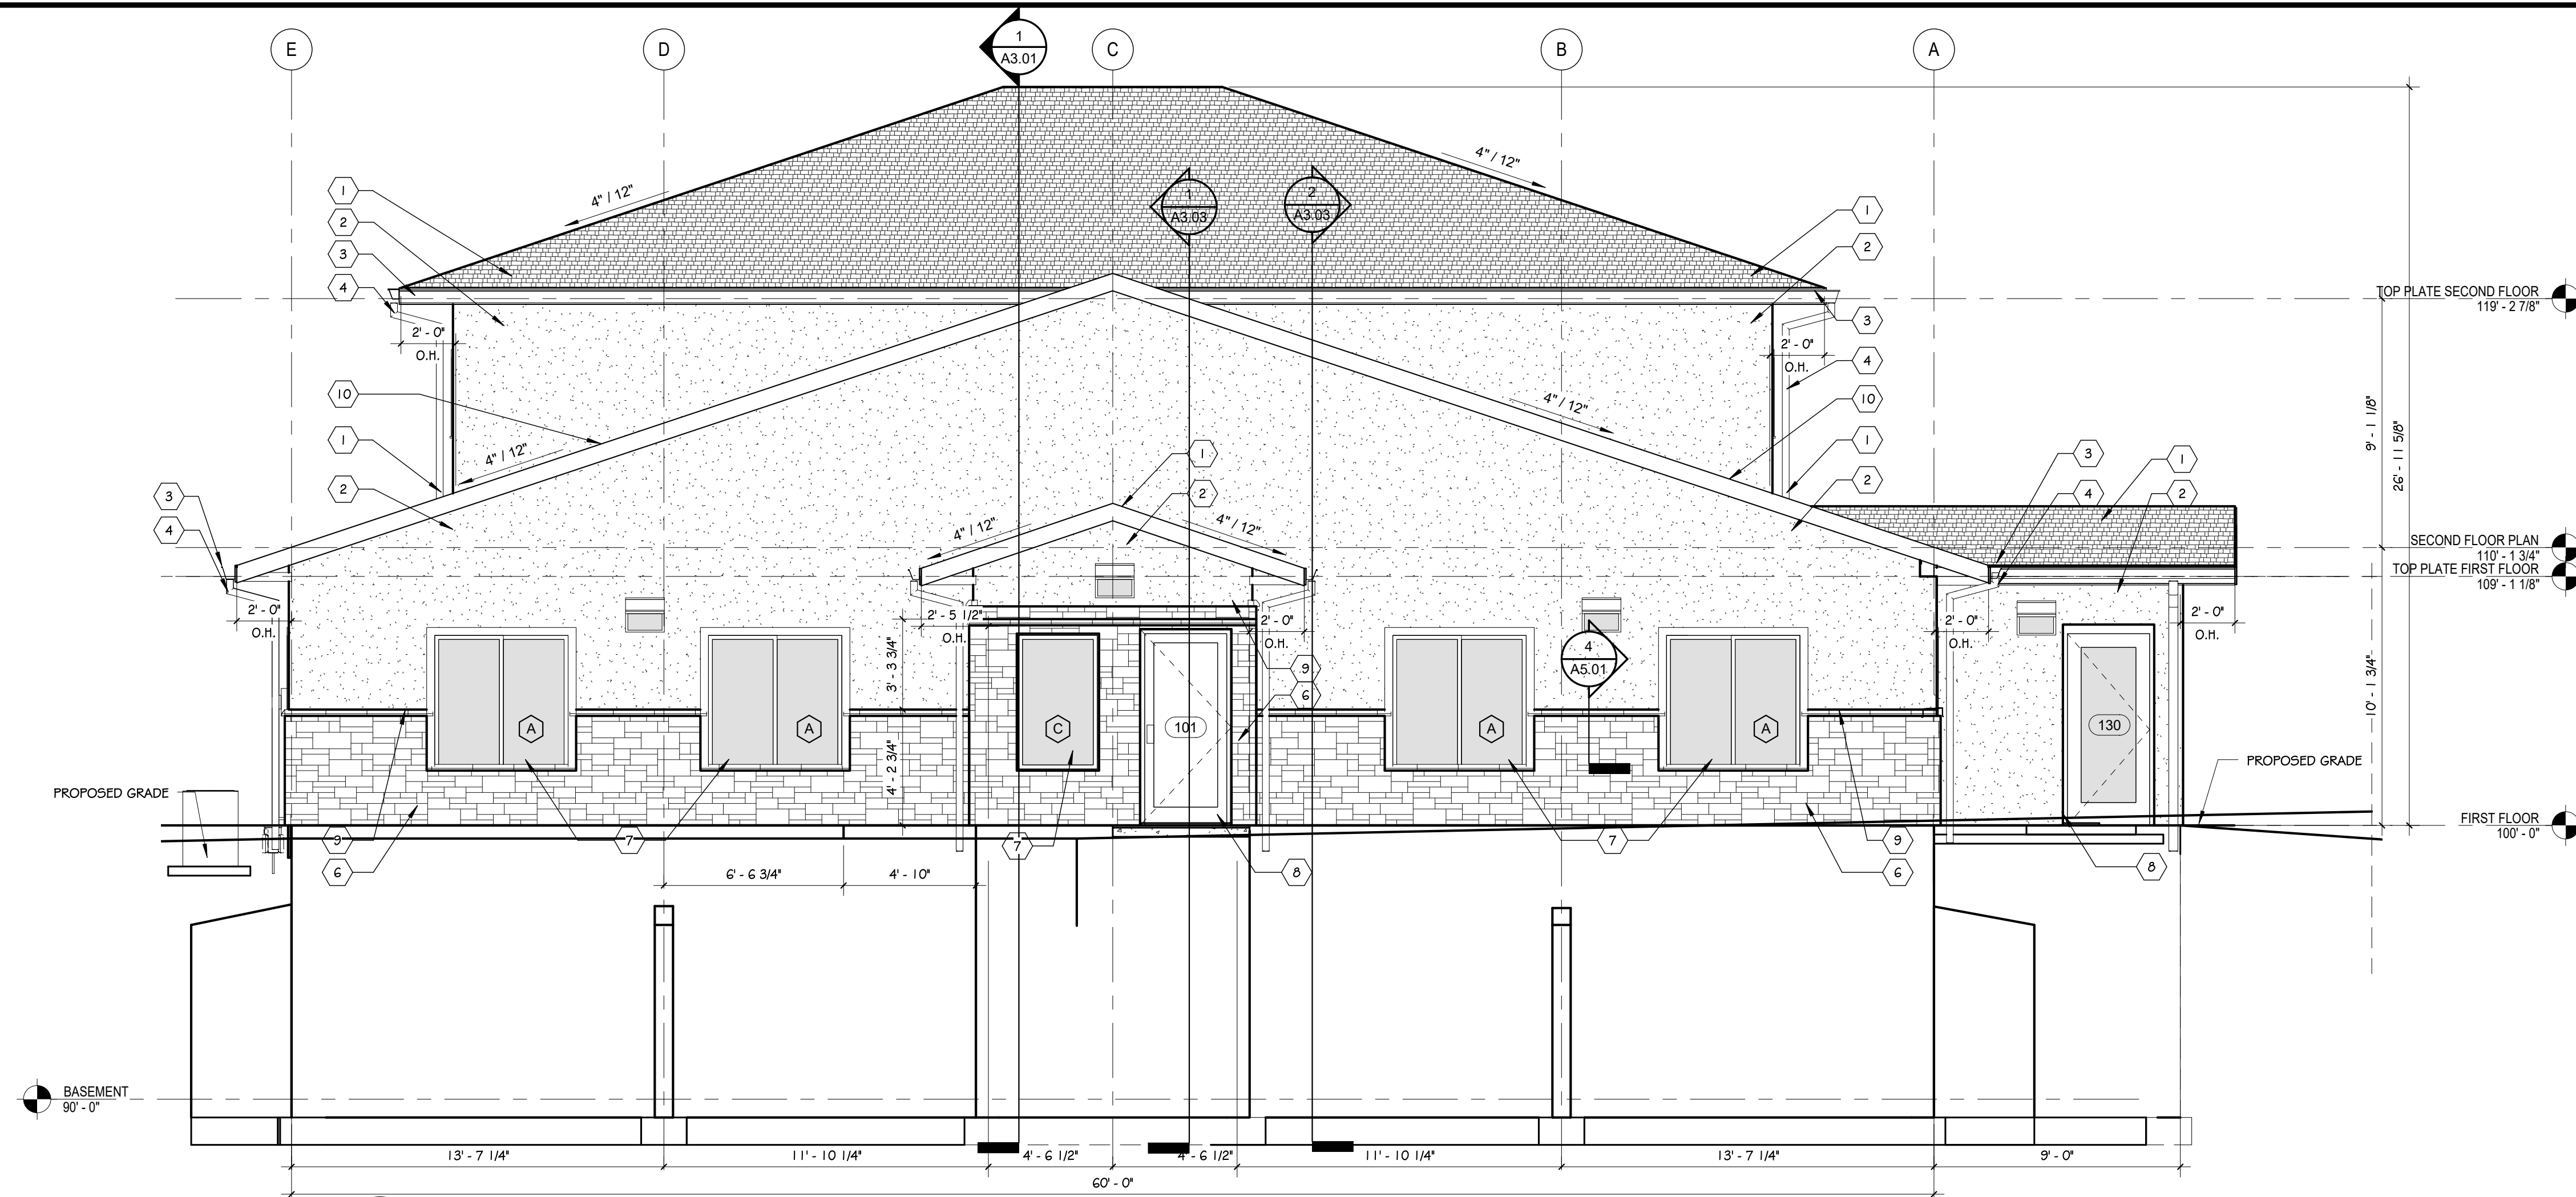 E
D
1
A3.01
C
B
A
4" / 12"
4" / 12"
1
2
3
4
1
A3.03
2
A3.03
1
2
3
4
TOP PLATE SECOND FLOOR
119' - 2 7/8"
2' - 0"
O.H.
2' - 0"
O.H.
10
1
2
3
4
4" / 12"
4" / 12"
10
1
2
9' - 1 1/8"
26' - 11 5/8"
1
2
4" / 12"
4" / 12"
3
4
1
2
SECOND FLOOR PLAN
110' - 1 3/4"
TOP PLATE FIRST FLOOR
109' - 1 1/8"
2' - 0"
O.H.
2' - 5 1/2"
O.H.
2' - 0"
O.H.
2' - 0"
O.H.
2' - 0"
O.H.
3' - 3 3/4"
4' - 2 3/4"
9
6
4
A5.01
10' - 1 3/4"
A
A
C
101
A
A
130
PROPOSED GRADE
PROPOSED GRADE
FIRST FLOOR
100' - 0"
9
6
7
7
8
7
9
6
8
6' - 6 3/4"
4' - 10"
BASEMENT
90' - 0"
13' - 7 1/4"
11' - 10 1/4"
4' - 6 1/2"
4' - 6 1/2"
11' - 10 1/4"
13' - 7 1/4"
9' - 0"
60' - 0"